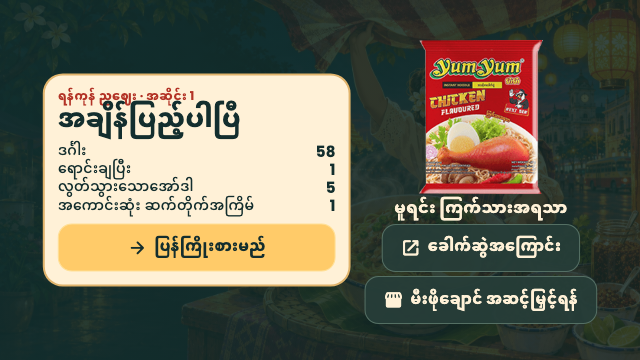 ရန်ကုန် ညဈေး · အဆိုင်း 1
အချိန်ပြည့်ပါပြီ
ဒင်္ဂါး 58
ရောင်းချပြီး 1
လွတ်သွားသောအော်ဒါ 5
အကောင်းဆုံး ဆက်တိုက်အကြိမ် 1
ပြန်ကြိုးစားမည်
YumYum
CHICKEN
FLAVOURED
မူရင်း ကြက်သားအရသာ
ခေါက်ဆွဲအကြောင်း
မီးဖိုချောင် အဆင့်မြှင့်ရန်